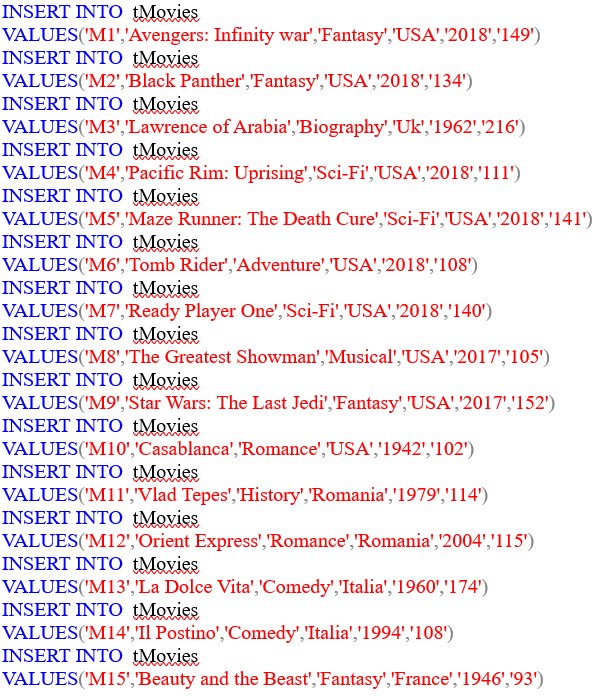 INSERT INTO tMovies
VALUES('M1','Avengers: Infinity war','Fantasy','USA','2018','149')
INSERT INTO tMovies
VALUES('M2','Black Panther','Fantasy','USA','2018','134')
INSERT INTO tMovies
VALUES('M3','Lawrence of Arabia','Biography','Uk','1962','216')
INSERT INTO tMovies
VALUES('M4','Pacific Rim: Uprising','Sci-Fi','USA','2018','111')
INSERT INTO tMovies
VALUES('M5','Maze Runner: The Death Cure','Sci-Fi','USA','2018','141')
INSERT INTO tMovies
VALUES('M6','Tomb Rider','Adventure','USA','2018','108')
INSERT INTO tMovies
VALUES('M7','Ready Player One','Sci-Fi','USA','2018','140')
INSERT INTO tMovies
VALUES('M8','The Greatest Showman','Musical','USA','2017','105')
INSERT INTO tMovies
VALUES('M9','Star Wars: The Last Jedi','Fantasy','USA','2017','152')
INSERT INTO tMovies
VALUES('M10','Casablanca','Romance','USA','1942','102')
INSERT INTO tMovies
VALUES('M11','Vlad Tepes','History','Romania','1979','114')
INSERT INTO tMovies
VALUES('M12','Orient Express','Romance','Romania','2004','115')
INSERT INTO tMovies
VALUES('M13','La Dolce Vita','Comedy','Italia','1960','174')
INSERT INTO tMovies
VALUES('M14','Il Postino','Comedy','Italia','1994','108')
INSERT INTO tMovies
VALUES('M15','Beauty and the Beast','Fantasy','France','1946','93')